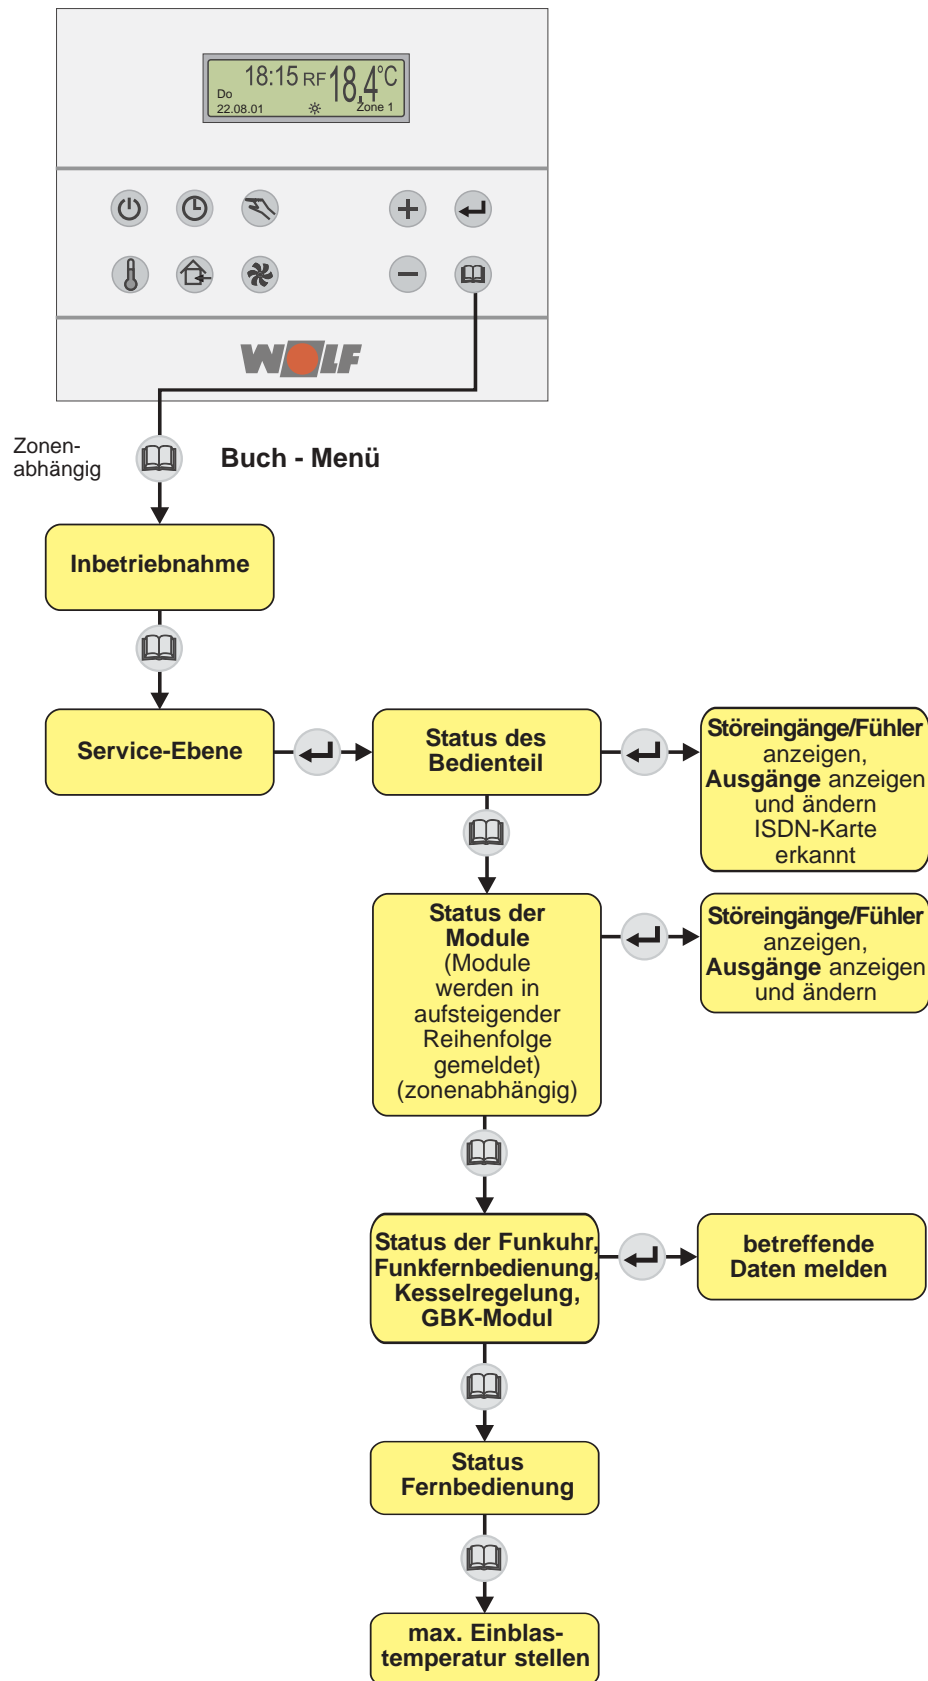 18:15 RF 18,4°C
Do
22.08.01 Zone 1
WOLF
Zonen-
abhängig
Buch - Menü
Inbetriebnahme
Service-Ebene
Status des
Bedienteil
Störeingänge/Fühler
anzeigen,
Ausgänge anzeigen
und ändern
ISDN-Karte
erkannt
Status der
Module
(Module
werden in
aufsteigender
Reihenfolge
gemeldet)
(zonenabhängig)
Störeingänge/Fühler
anzeigen,
Ausgänge anzeigen
und ändern
Status der Funkuhr,
Funkfernbedienung,
Kesselregelung,
GBK-Modul
betreffende
Daten melden
Status
Fernbedienung
max. Einblas-
temperatur stellen